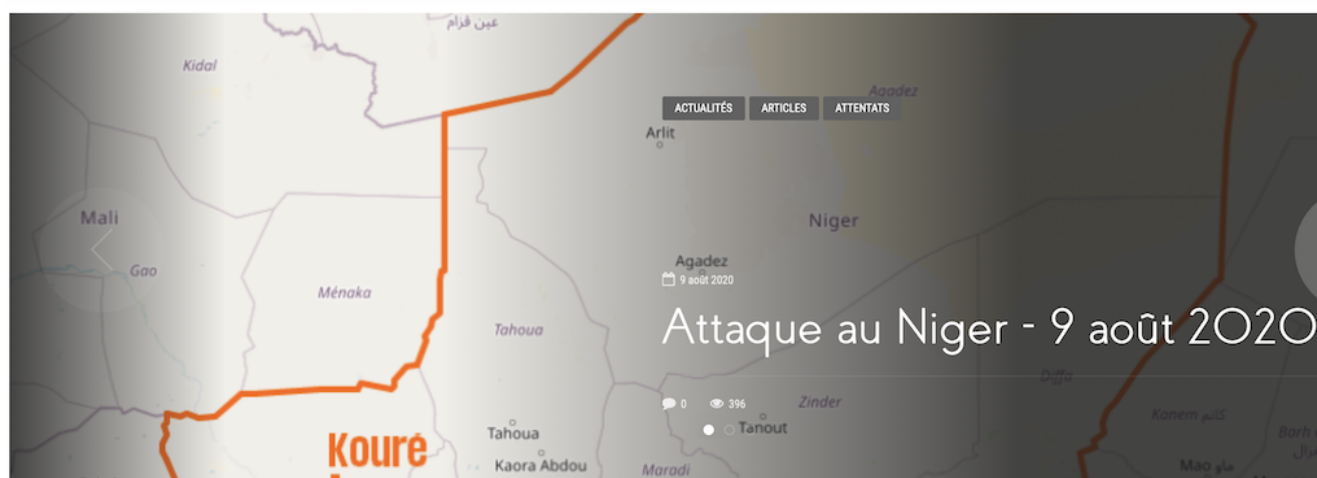 عين قزام
Kidal
Agadez
ACTUALITÉS ARTICLES ATTENTATS
Arlit
Mali
Niger
Agadez
Gao
9 août 2020
Ménaka
Attaque au Niger - 9 août 2020
Tahoua
Diffa
0 396
Zinder
Kanem كانم
Tahoua
Tanout
Kouré
Barh
Kaora Abdou
Maradi
Mao ماو